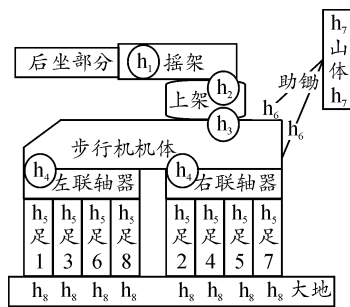 h₇
山
体
h₇
后坐部分 h₁ 摇架
h₂
上架
助锄
h₆
h₃
h₆
步行机机体
h₄ h₄
左联轴器 右联轴器
h₅ h₅ h₅ h₅ h₅ h₅ h₅ h₅
足 足 足 足 足 足 足 足
1 3 6 8 2 4 5 7
h₈ h₈ h₈ h₈ h₈ h₈ h₈ h₈ 大地